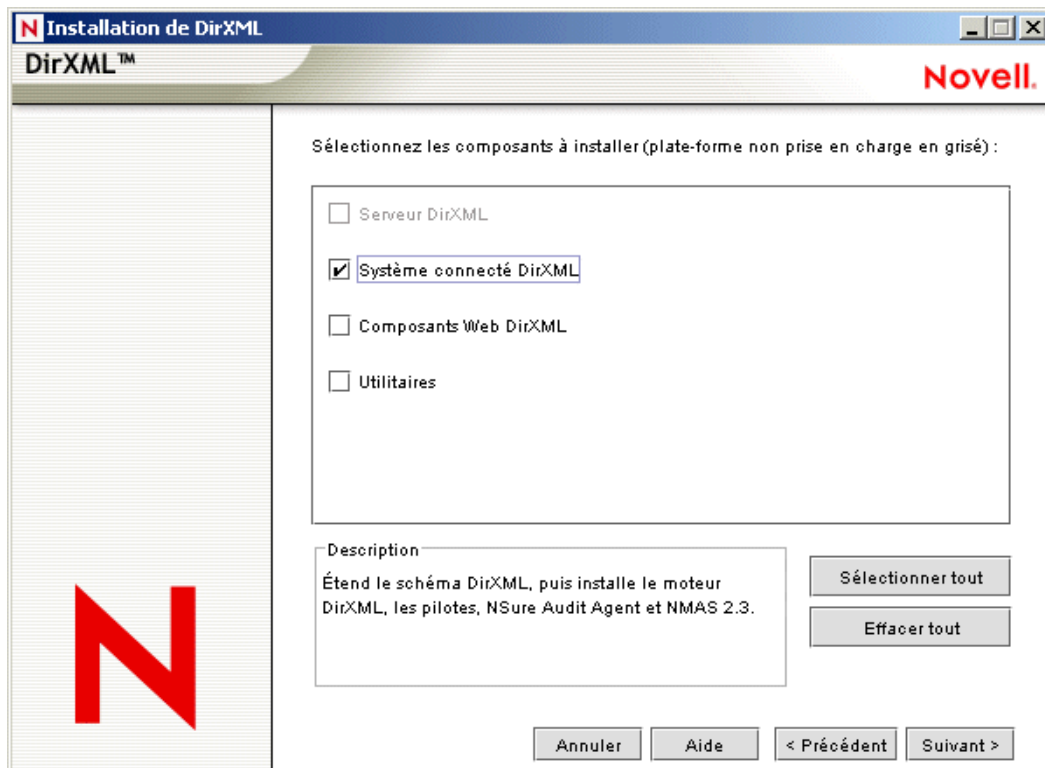 Installation de DirXML
DirXML™
Novell.
Sélectionnez les composants à installer (plate-forme non prise en charge en grisé) :
Serveur DirXML
Système connecté DirXML
Composants Web DirXML
Utilitaires
Description
Étend le schéma DirXML, puis installe le moteur
DirXML, les pilotes, NSure Audit Agent et NMAS 2.3.
Sélectionner tout
Effacer tout
Annuler
Aide
< Précédent
Suivant >